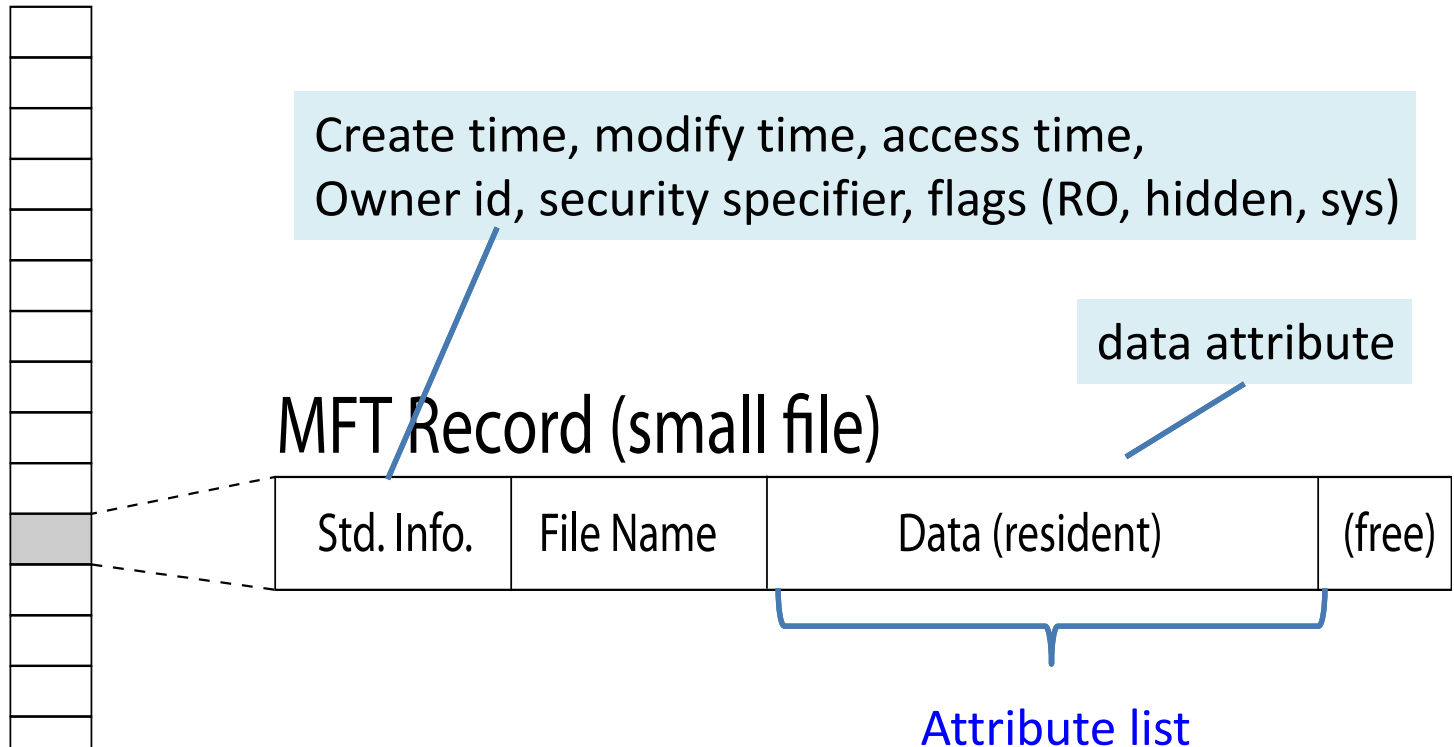 Create time, modify time, access time,
Owner id, security specifier, flags (RO, hidden, sys)
data attribute
MFT Record (small file)
Std. Info.
File Name
Data (resident)
(free)
Attribute list